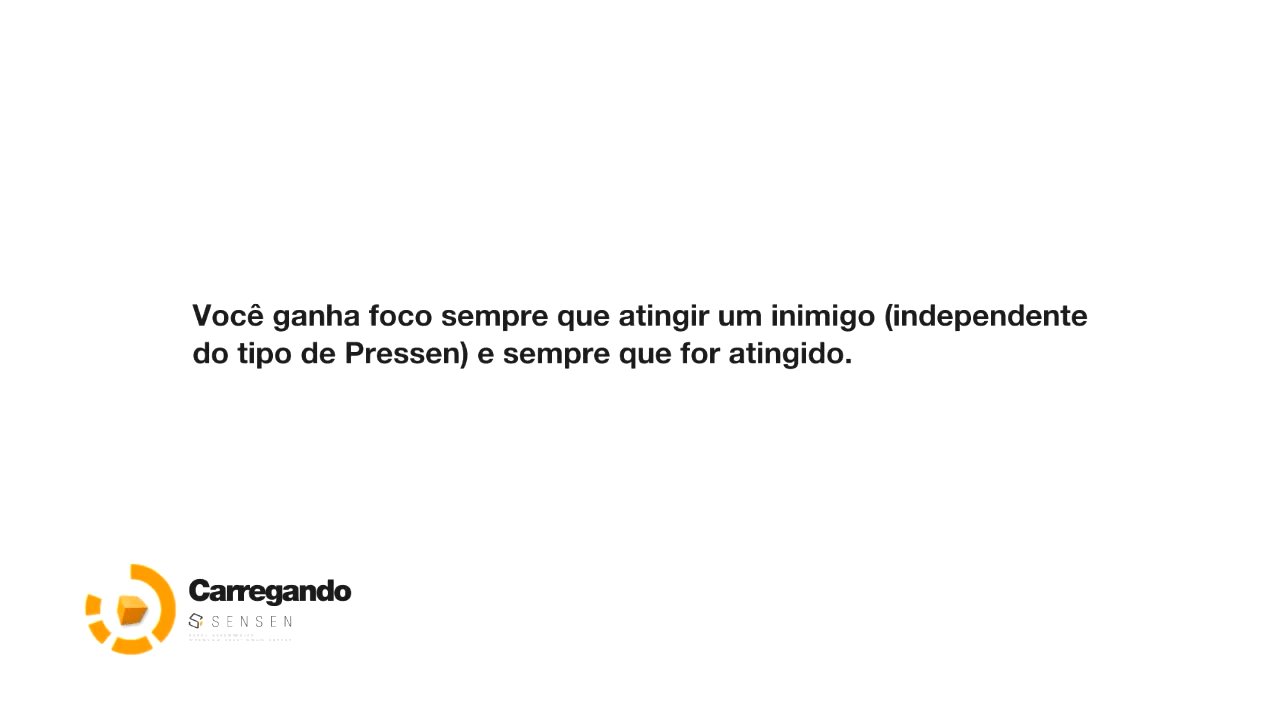 Você ganha foco sempre que atingir um inimigo (independente
do tipo de Pressen) e sempre que for atingido.
Carregando
SENSEN